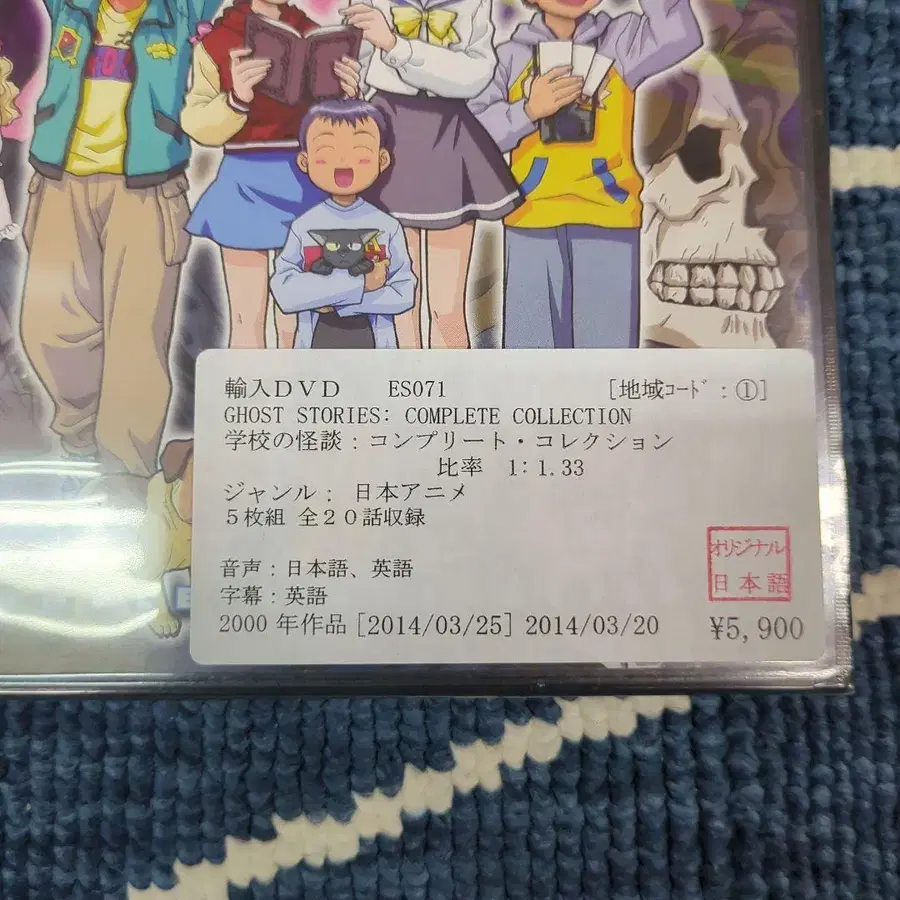 輸入DVD ES071 [地域ｺｰﾄﾞ:①]
GHOST STORIES: COMPLETE COLLECTION
学校の怪談:コンプリート・コレクション
比率 1:1.33
ジャンル: 日本アニメ
5枚組 全20話収録
音声:日本語、英語
字幕:英語
オリジナル
日本語
2000 年作品 [2014/03/25] 2014/03/20 ¥5,900